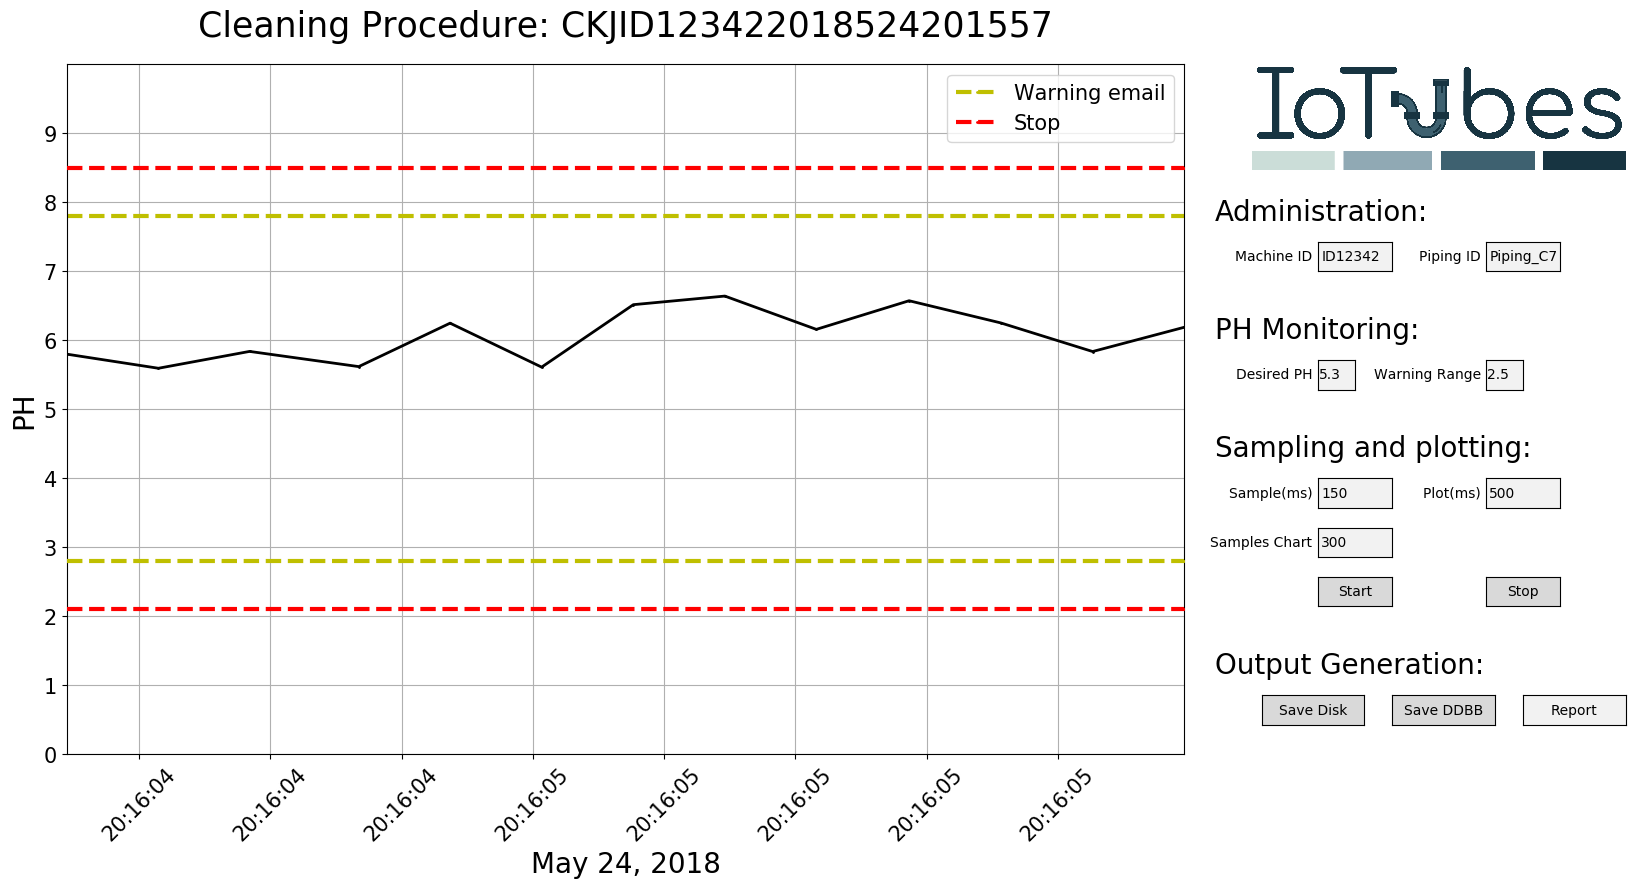 Cleaning Procedure: CKJID123422018524201557
Warning email
Stop
9
8
7
6
5
4
3
2
1
0
PH
20:16:04
20:16:04
20:16:04
20:16:05
20:16:05
20:16:05
20:16:05
20:16:05
May 24, 2018
IoTubes
Administration:
Machine ID ID12342 Piping ID Piping_C7
PH Monitoring:
Desired PH 5.3 Warning Range 2.5
Sampling and plotting:
Sample(ms) 150 Plot(ms) 500
Samples Chart 300
Start Stop
Output Generation:
Save Disk Save DDBB Report